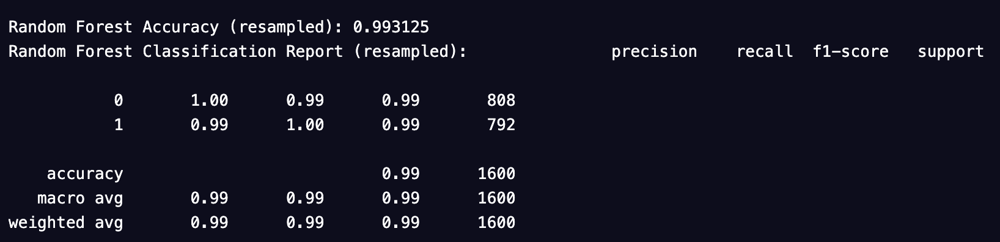 Random Forest Accuracy (resampled): 0.993125
Random Forest Classification Report (resampled):               precision    recall  f1-score   support

           0       1.00      0.99      0.99       808
           1       0.99      1.00      0.99       792

    accuracy                           0.99      1600
   macro avg       0.99      0.99      0.99      1600
weighted avg       0.99      0.99      0.99      1600